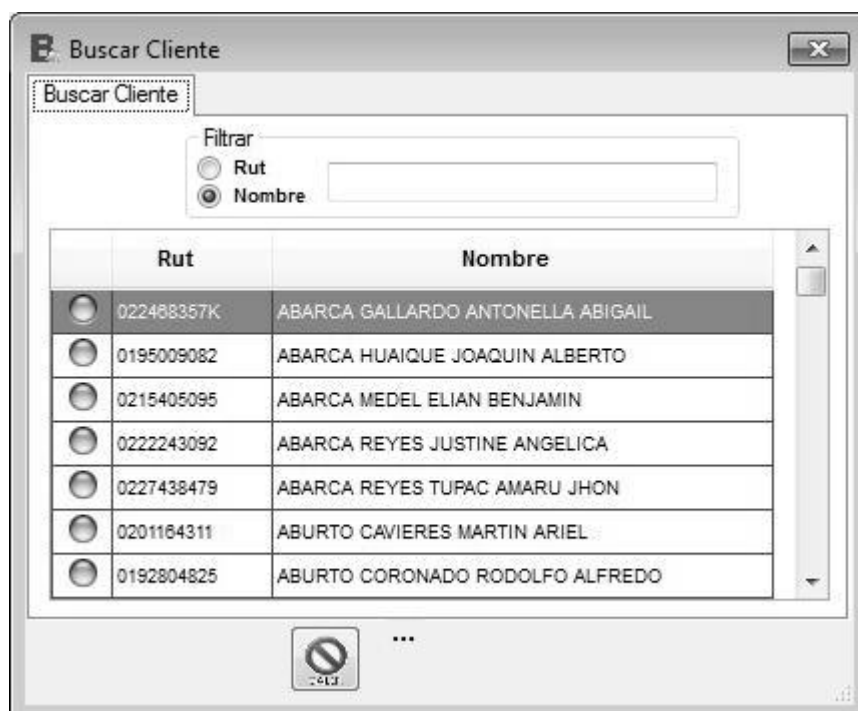 Buscar Cliente
Buscar Cliente
Filtrar
Rut
Nombre
Rut Nombre
022468357K ABARCA GALLARDO ANTONELLA ABIGAIL
0195009082 ABARCA HUAIQUE JOAQUIN ALBERTO
0215405095 ABARCA MEDEL ELIAN BENJAMIN
0222243092 ABARCA REYES JUSTINE ANGELICA
0227438479 ABARCA REYES TUPAC AMARU JHON
0201164311 ABURTO CAVIERES MARTIN ARIEL
0192804825 ABURTO CORONADO RODOLFO ALFREDO
...